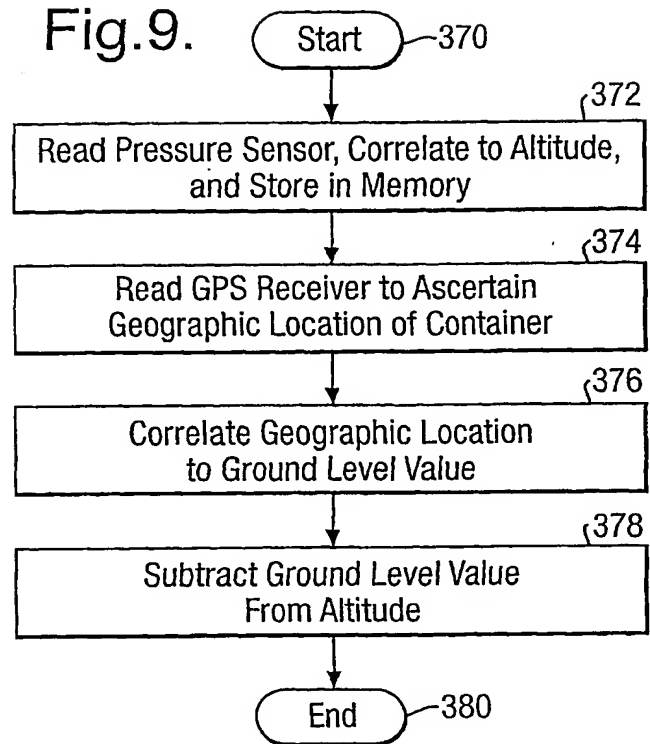 Fig.9.
Start
370
372
Read Pressure Sensor, Correlate to Altitude,
and Store in Memory
374
Read GPS Receiver to Ascertain
Geographic Location of Container
376
Correlate Geographic Location
to Ground Level Value
378
Subtract Ground Level Value
From Altitude
End
380